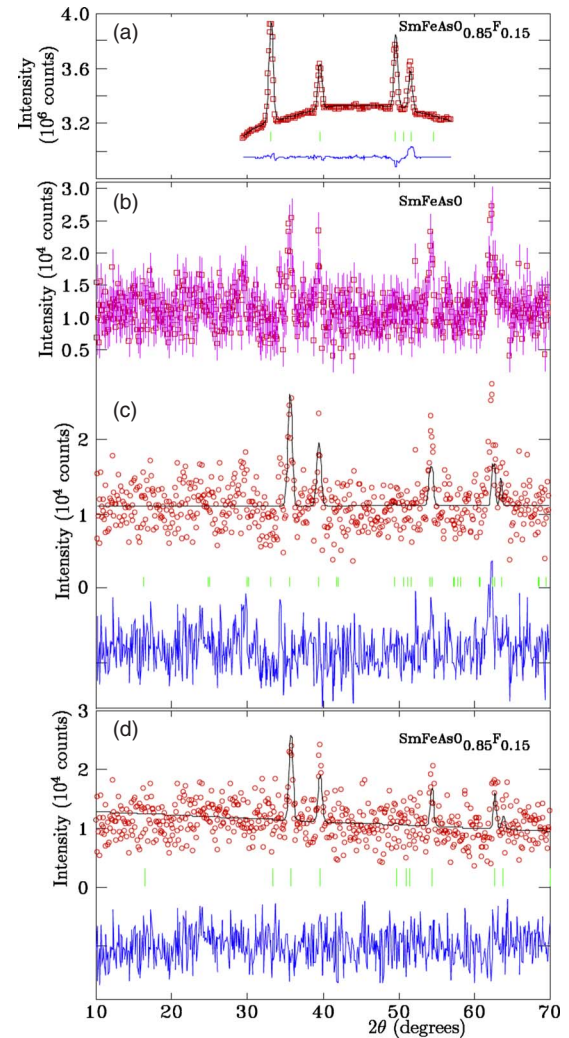 (a)
SmFeAsO0.85F0.15
4.0
3.6
3.2
Intensity
(10^6 counts)
(b)
SmFeAsO
3.0
2.5
2.0
1.5
1.0
0.5
Intensity (10^4 counts)
(c)
2
1
0
Intensity (10^4 counts)
(d)
SmFeAsO0.85F0.15
3
2
1
0
Intensity (10^4 counts)
10 20 30 40 50 60 70
2θ (degrees)